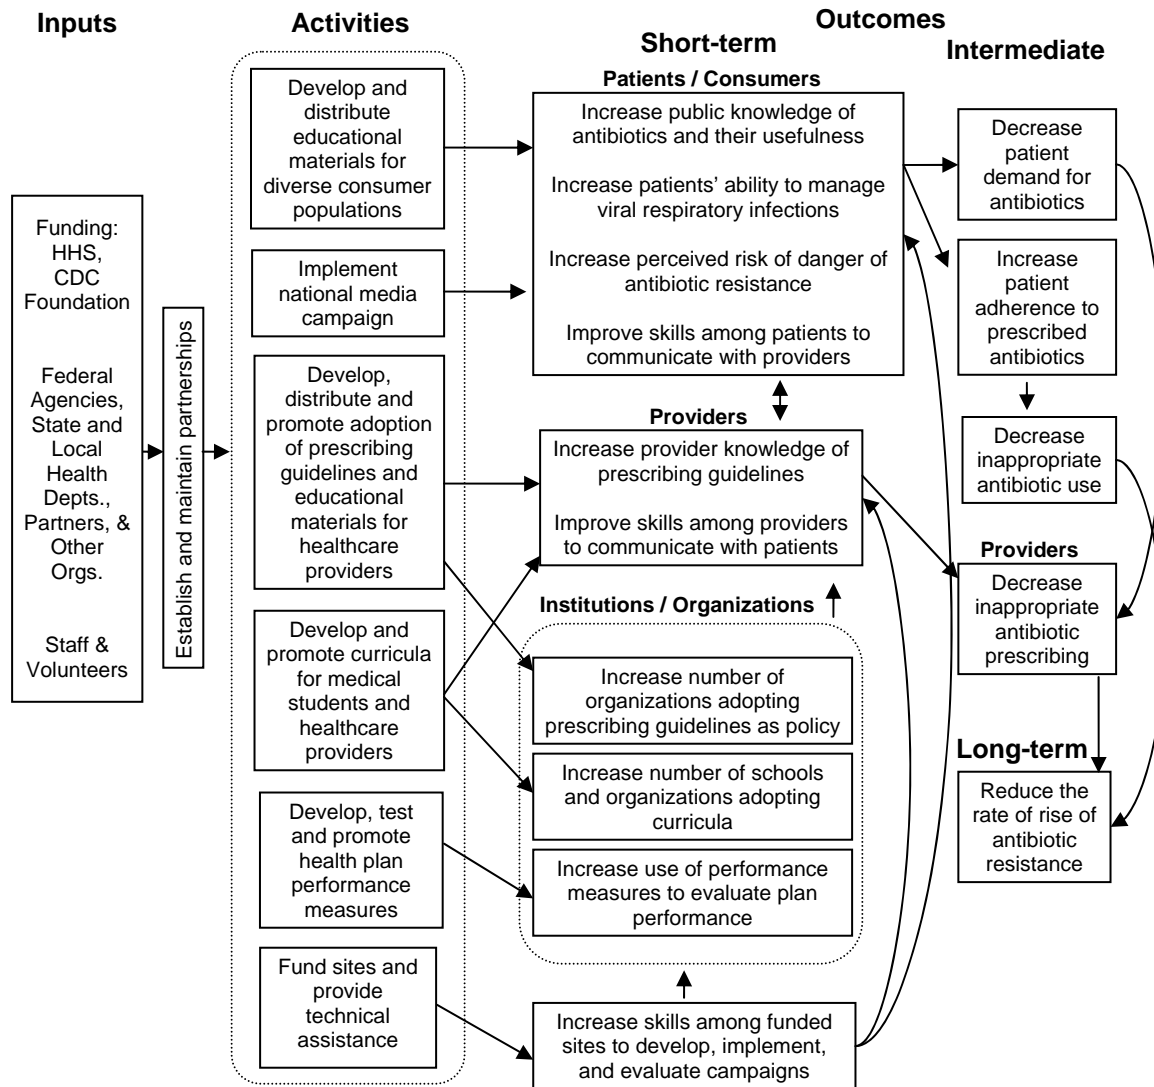 Inputs
Activities
Outcomes
Short-term
Intermediate
Patients / Consumers
Funding:
HHS,
CDC
Foundation
Federal
Agencies,
State and
Local
Health
Depts.,
Partners, &
Other
Orgs.
Staff &
Volunteers
Establish and maintain partnerships
Develop and
distribute
educational
materials for
diverse consumer
populations
Implement
national media
campaign
Develop,
distribute and
promote adoption
of prescribing
guidelines and
educational
materials for
healthcare
providers
Develop and
promote curricula
for medical
students and
healthcare
providers
Develop, test
and promote
health plan
performance
measures
Fund sites and
provide
technical
assistance
Increase public knowledge of
antibiotics and their usefulness
Increase patients’ ability to manage
viral respiratory infections
Increase perceived risk of danger of
antibiotic resistance
Improve skills among patients to
communicate with providers
Providers
Increase provider knowledge of
prescribing guidelines
Improve skills among providers
to communicate with patients
Institutions / Organizations
Increase number of
organizations adopting
prescribing guidelines as policy
Increase number of schools
and organizations adopting
curricula
Increase use of performance
measures to evaluate plan
performance
Increase skills among funded
sites to develop, implement,
and evaluate campaigns
Decrease
patient
demand for
antibiotics
Increase
patient
adherence to
prescribed
antibiotics
Decrease
inappropriate
antibiotic use
Providers
Decrease
inappropriate
antibiotic
prescribing
Long-term
Reduce the
rate of rise of
antibiotic
resistance